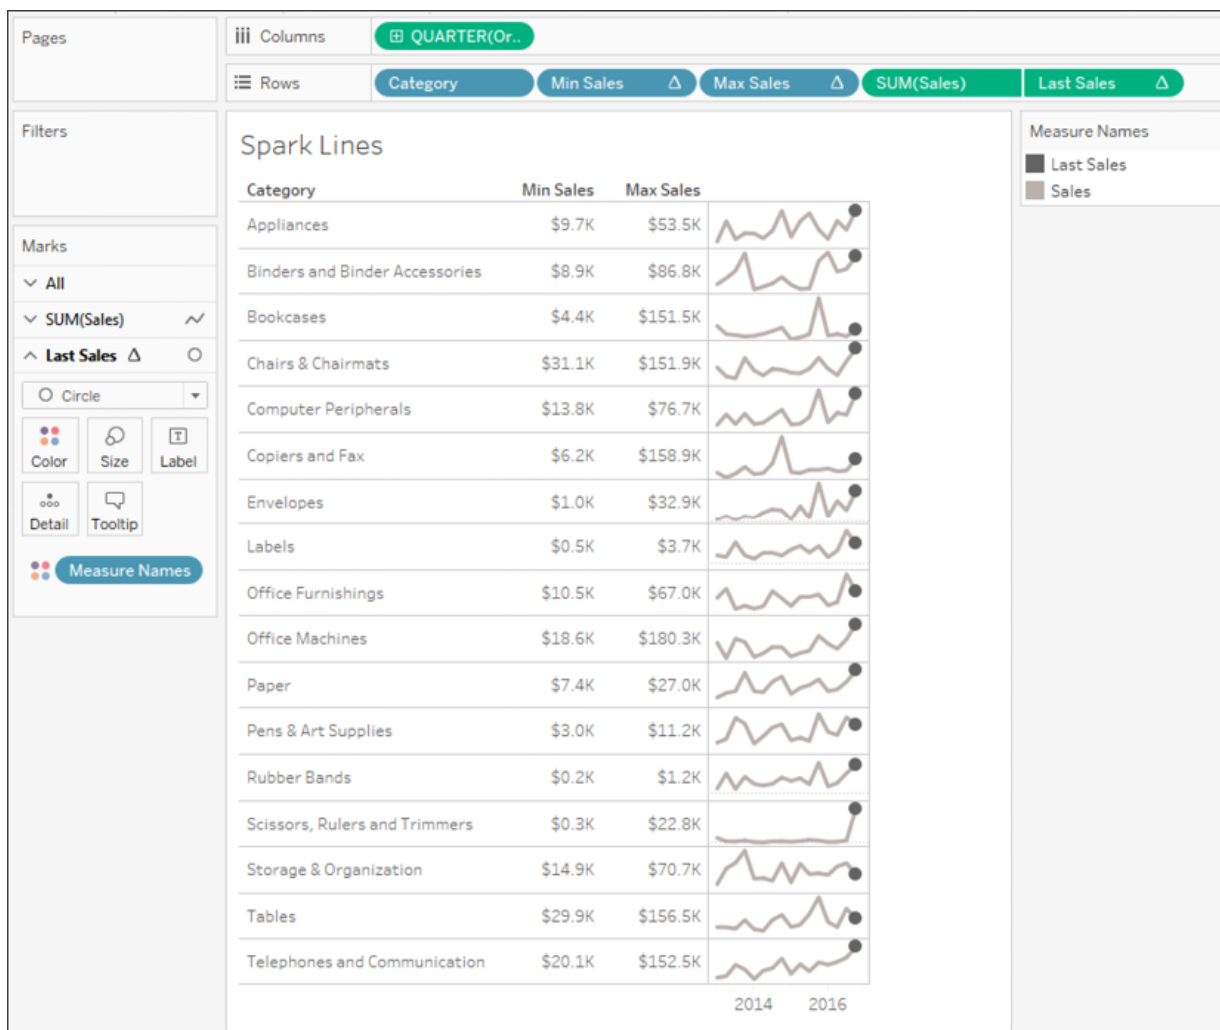 Pages
Columns
QUARTER(Or..
Rows
Category Min Sales Δ Max Sales Δ SUM(Sales) Last Sales Δ
Filters
Marks
All
SUM(Sales)
Last Sales Δ
Circle
Color Size Label
Detail Tooltip
Measure Names
Spark Lines
Category Min Sales Max Sales
Appliances $9.7K $53.5K
Binders and Binder Accessories $8.9K $86.8K
Bookcases $4.4K $151.5K
Chairs & Chairmats $31.1K $151.9K
Computer Peripherals $13.8K $76.7K
Copiers and Fax $6.2K $158.9K
Envelopes $1.0K $32.9K
Labels $0.5K $3.7K
Office Furnishings $10.5K $67.0K
Office Machines $18.6K $180.3K
Paper $7.4K $27.0K
Pens & Art Supplies $3.0K $11.2K
Rubber Bands $0.2K $1.2K
Scissors, Rulers and Trimmers $0.3K $22.8K
Storage & Organization $14.9K $70.7K
Tables $29.9K $156.5K
Telephones and Communication $20.1K $152.5K
2014 2016
Measure Names
Last Sales
Sales